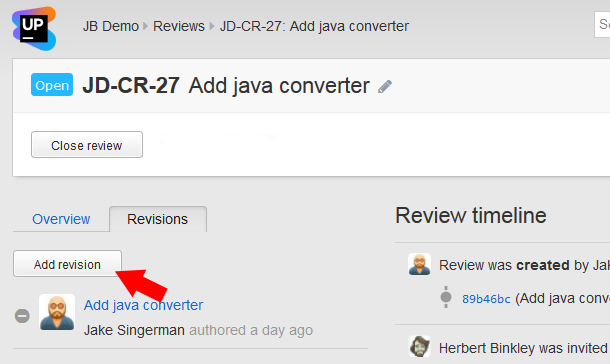 UP
JB Demo Reviews JD-CR-27: Add java converter
Open JD-CR-27 Add java converter
Close review
Overview Revisions
Review timeline
Add revision
Review was created by
89b46bc (Add java
Add java converter
Jake Singerman authored a day ago
Herbert Binkley was invited